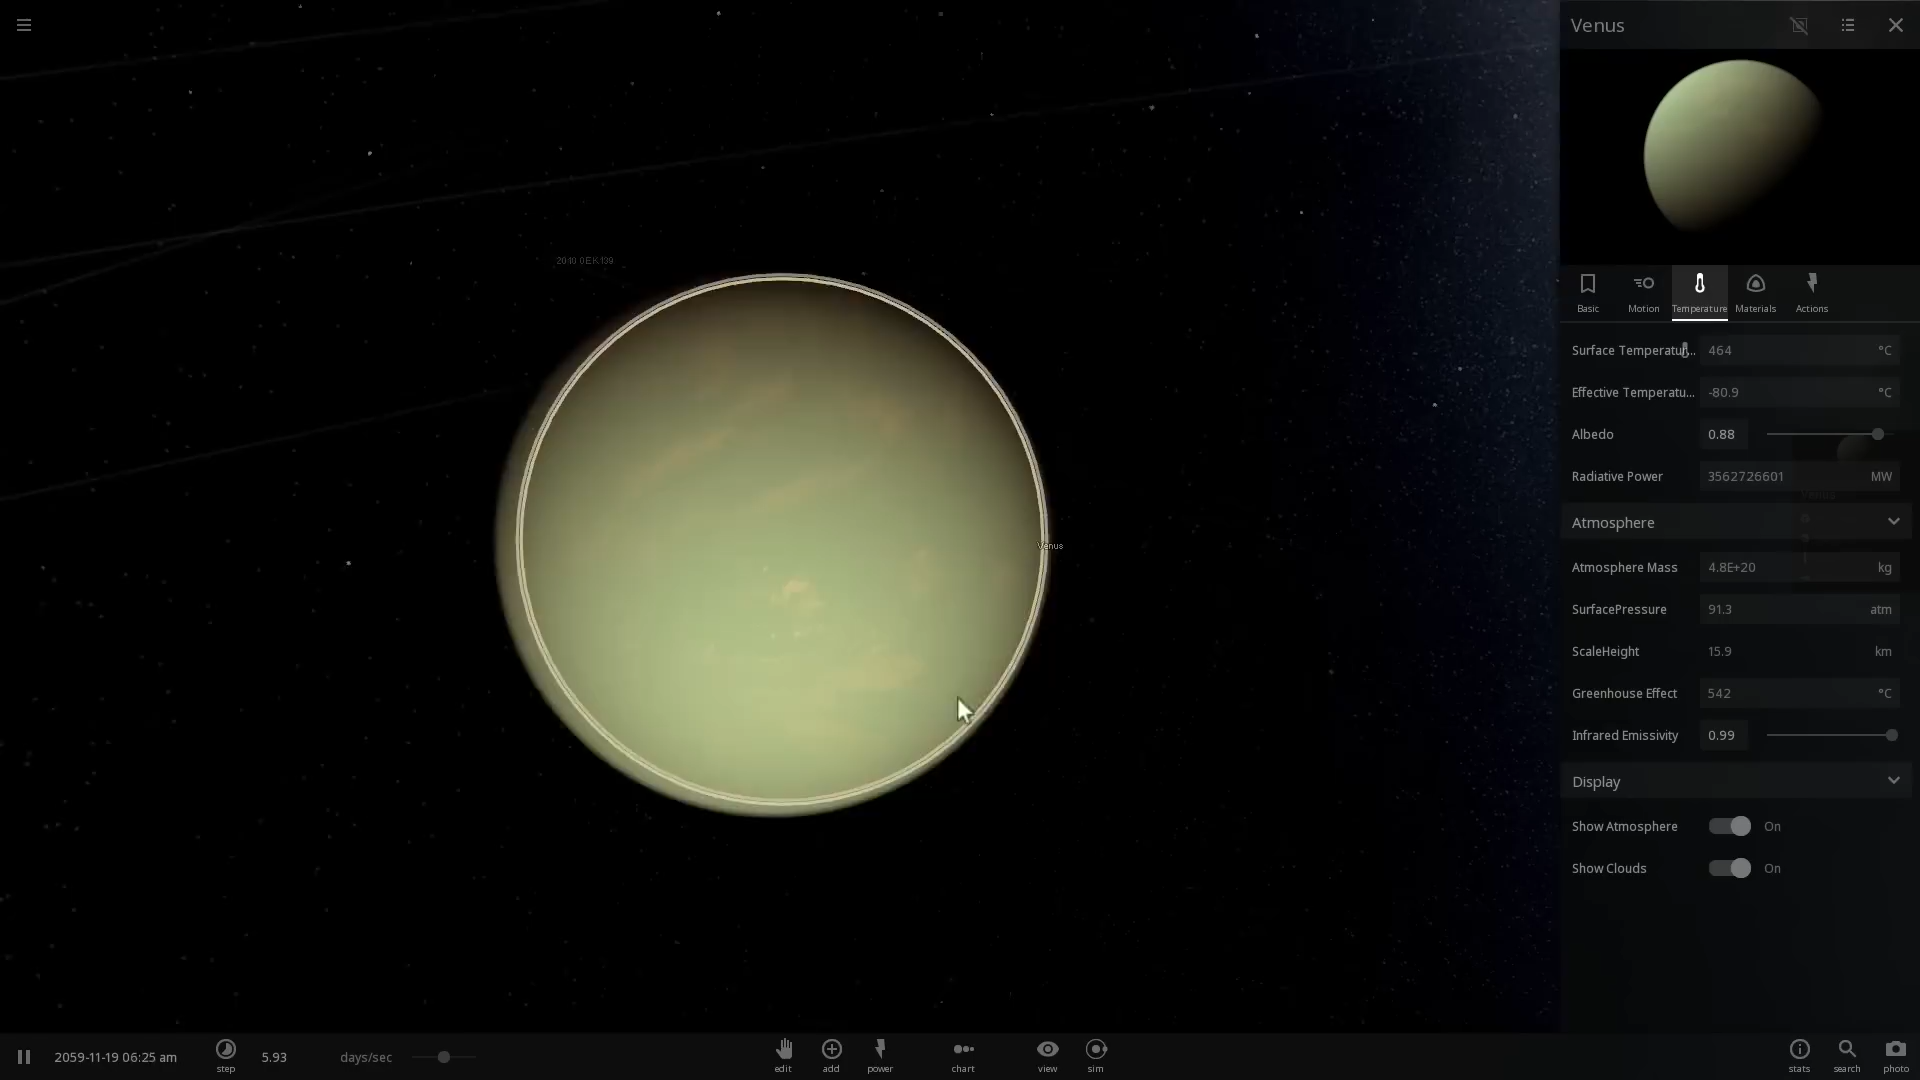 Venus
2010 OEK139
Venus
Basic
Motion
Temperature
Materials
Actions
Surface Temperatur... 464 °C
Effective Temperatu... -80.9 °C
Albedo 0.88
Radiative Power 3562726601 MW
Atmosphere
Atmosphere Mass 4.8E+20 kg
SurfacePressure 91.3 atm
ScaleHeight 15.9 km
Greenhouse Effect 542 °C
Infrared Emissivity 0.99
Display
Show Atmosphere On
Show Clouds On
2059-11-19 06:25 am
step
5.93 days/sec
edit
add
power
chart
view
sim
stats
search
photo